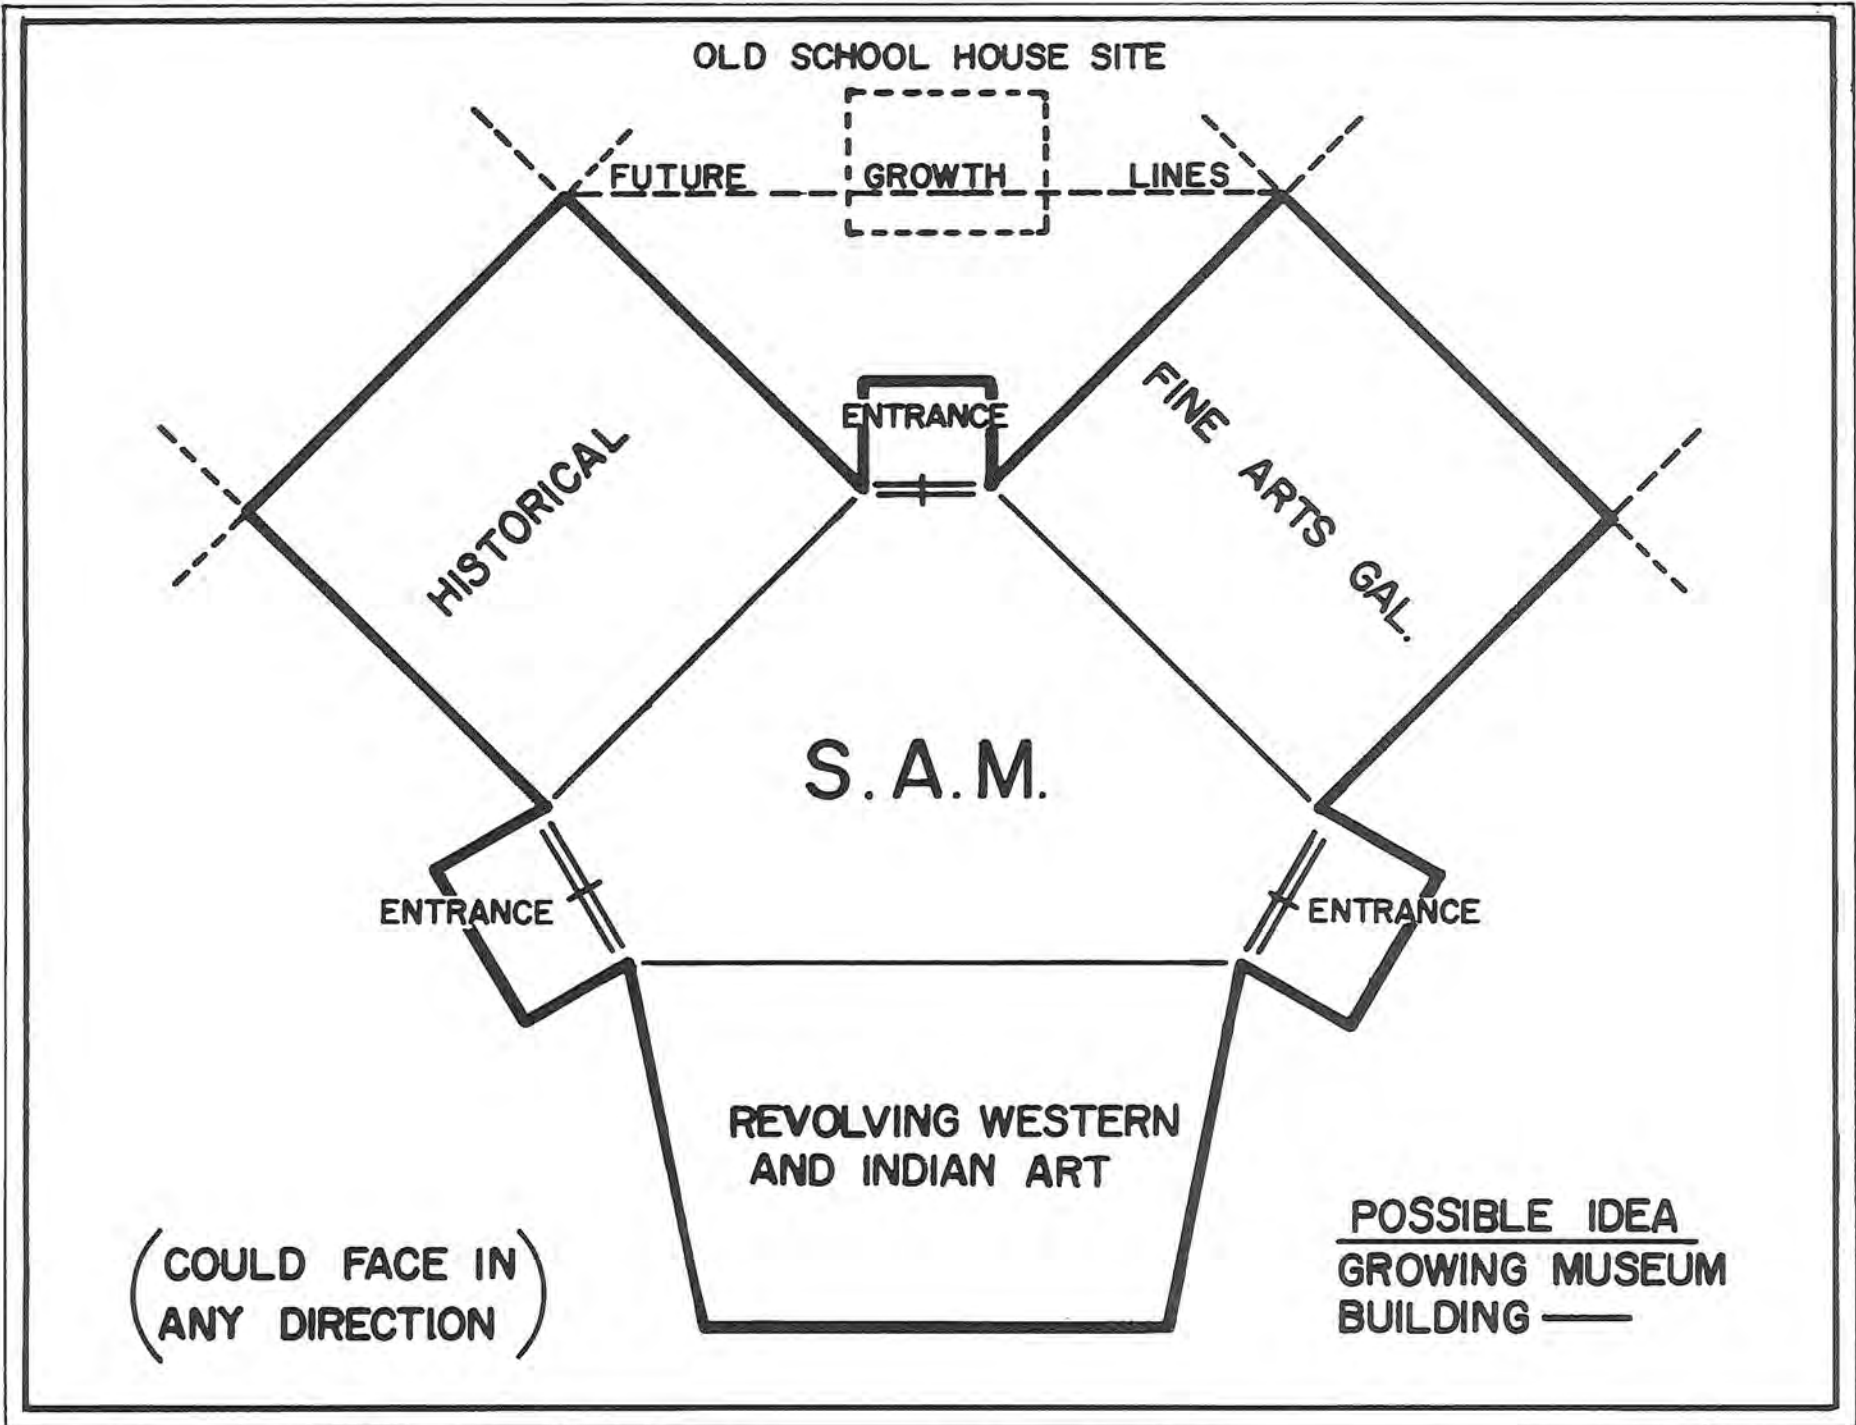 OLD SCHOOL HOUSE SITE
FUTURE GROWTH LINES
ENTRANCE
HISTORICAL
FINE ARTS GAL.
S.A.M.
ENTRANCE
ENTRANCE
REVOLVING WESTERN
AND INDIAN ART
(COULD FACE IN
ANY DIRECTION)
POSSIBLE IDEA
GROWING MUSEUM
BUILDING —